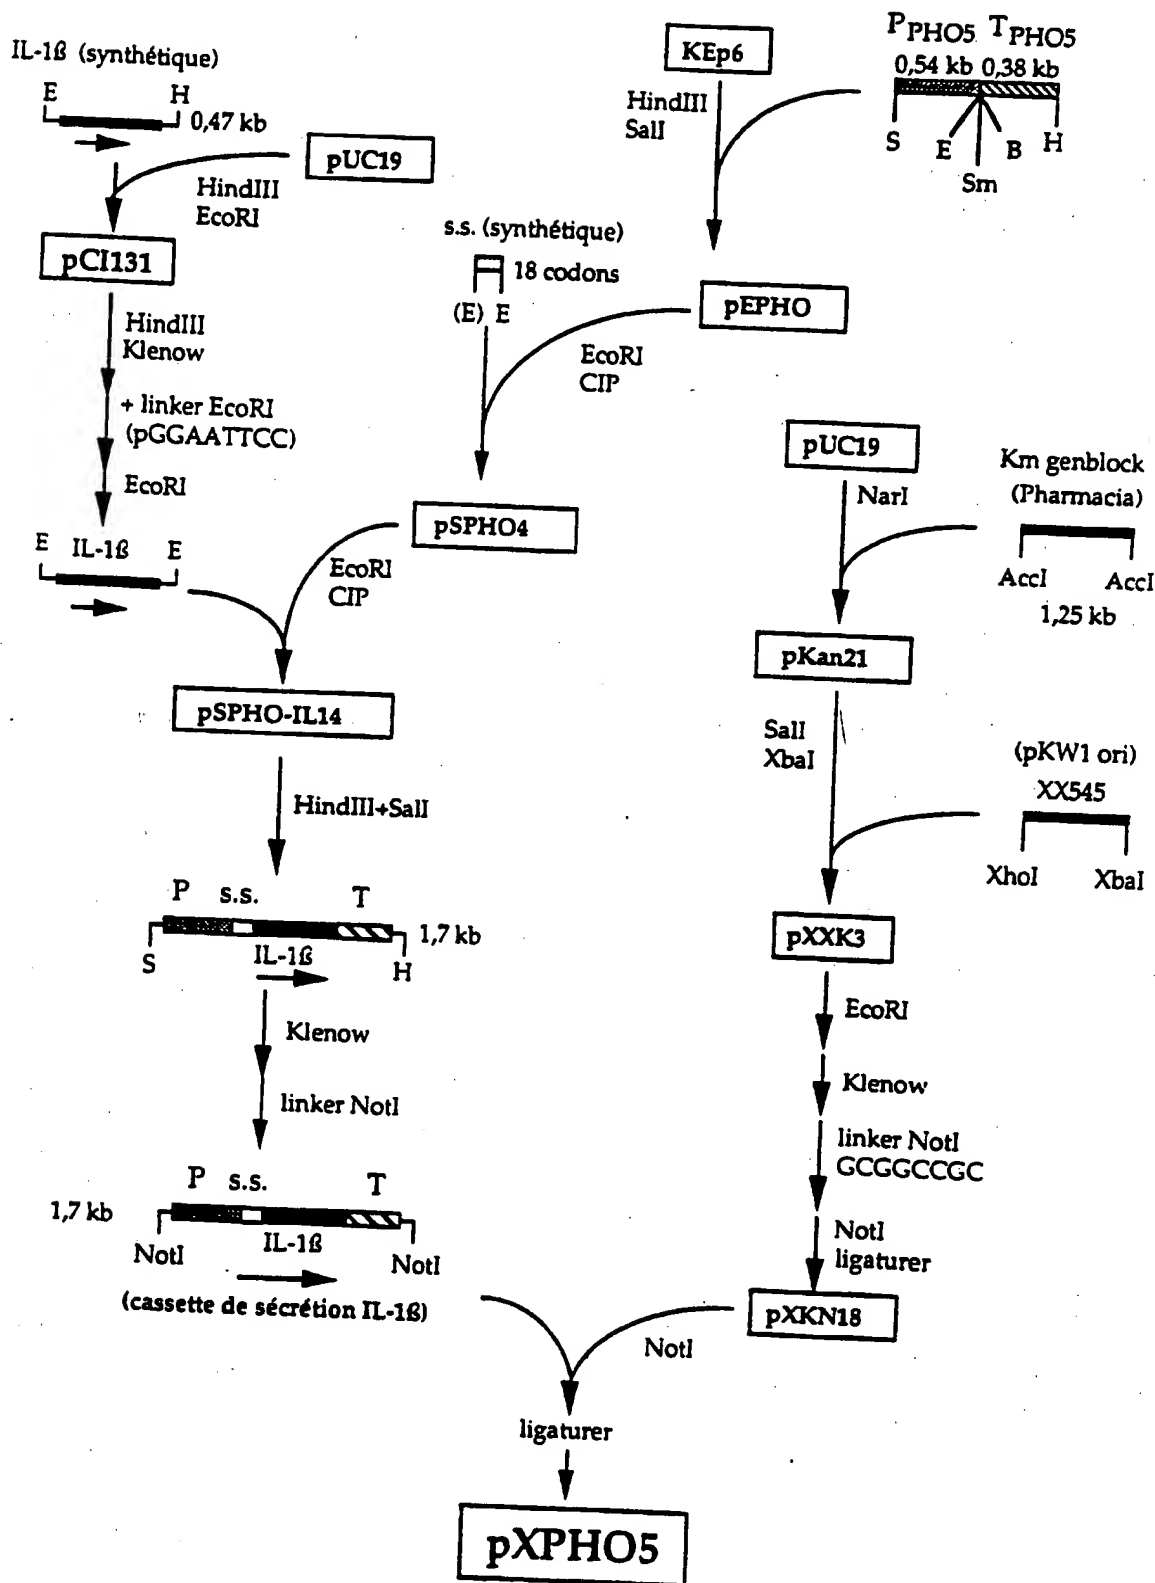 IL-1ß (synthétique)
E
H
0,47 kb
pUC19
HindIII
EcoRI
pCI131
HindIII
Klenow
+ linker EcoRI
(pGGAATTCC)
EcoRI
E
IL-1ß
E
KEp6
HindIII
SalI
PPHO5 TPHO5
0,54 kb 0,38 kb
S
E
Sm
B
H
s.s. (synthétique)
18 codons
(E) E
pEPHO
EcoRI
CIP
pSPHO4
EcoRI
CIP
pSPHO-IL14
HindIII+SalI
P
s.s.
T
1,7 kb
S
IL-1ß
H
Klenow
linker NotI
P
s.s.
T
1,7 kb
NotI
IL-1ß
NotI
(cassette de sécrétion IL-1ß)
pUC19
NarI
Km genblock
(Pharmacia)
AccI
AccI
1,25 kb
pKan21
SalI
XbaI
(pKW1 ori)
XX545
XhoI
XbaI
pXXK3
EcoRI
Klenow
linker NotI
GCGGCCGC
NotI
ligaturer
pXKN18
NotI
ligaturer
pXPHO5